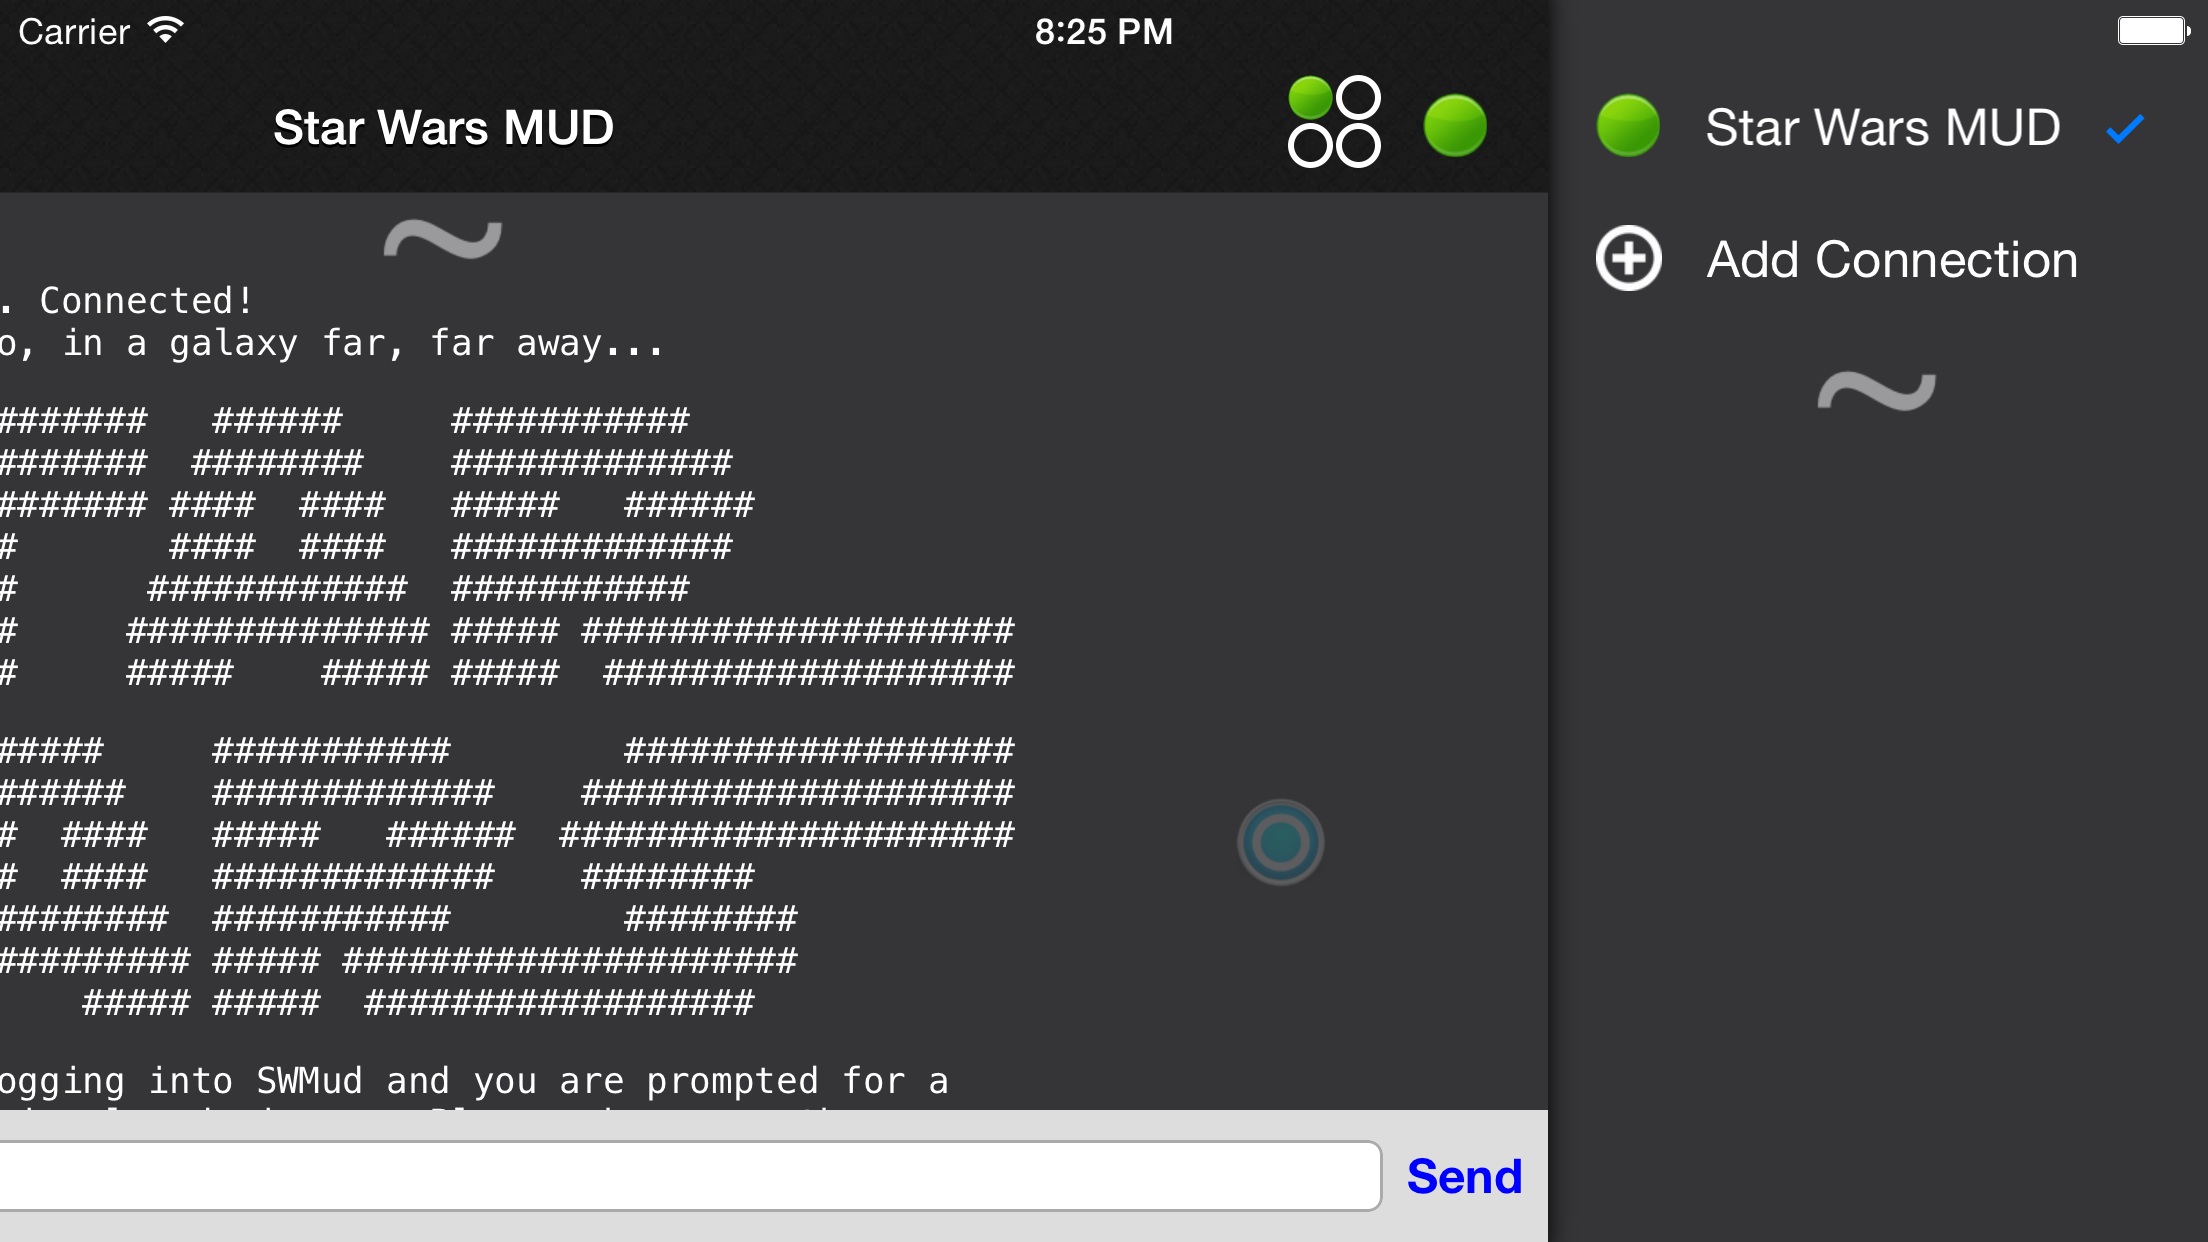 Carrier 8:25 PM
Star Wars MUD
Star Wars MUD
Add Connection
~
~
. Connected!
o, in a galaxy far, far away...
#######   ######     ###########
#######  ########    #############
####### ####  ####   #####   ######
#       ####  ####   #############
#      ############  ###########
#     ############## ##### ####################
#     #####    ##### #####  ###################
#####     ###########        ##################
######    #############    ####################
#  ####   #####   ######  #####################
#  ####   #############    ########
########  ###########        ########
######### ##### #####################
    ##### #####  ##################
ogging into SWMud and you are prompted for a
Send